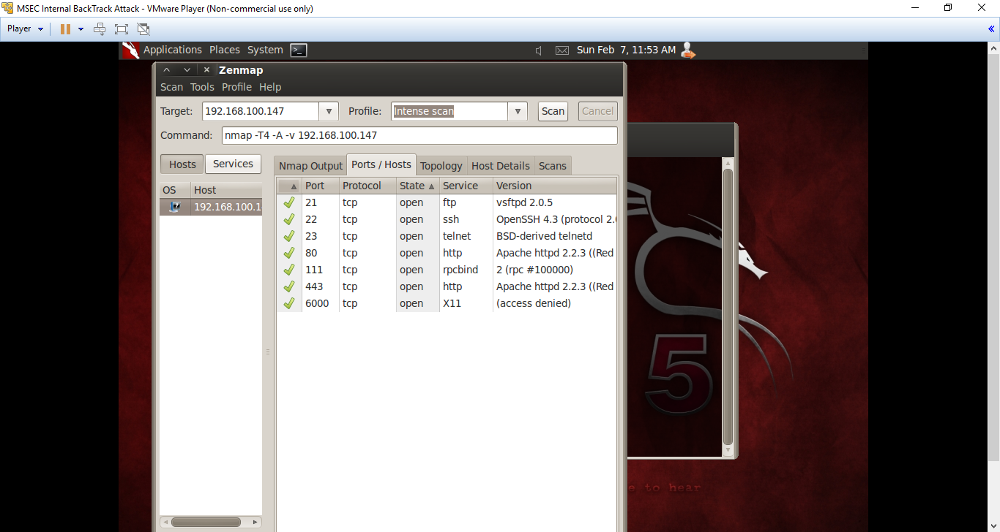 MSEC Internal BackTrack Attack - VMware Player (Non-commercial use only)
Player
Applications Places System Sun Feb 7, 11:53 AM
Zenmap
Scan Tools Profile Help
Target: 192.168.100.147 Profile: Intense scan Scan Cancel
Command: nmap -T4 -A -v 192.168.100.147
Hosts Services Nmap Output Ports / Hosts Topology Host Details Scans
OS Host Port Protocol State Service Version
192.168.100.1 21 tcp open ftp vsftpd 2.0.5
22 tcp open ssh OpenSSH 4.3 (protocol 2.
23 tcp open telnet BSD-derived telnetd
80 tcp open http Apache httpd 2.2.3 ((Red
111 tcp open rpcbind 2 (rpc #100000)
443 tcp open http Apache httpd 2.2.3 ((Red
6000 tcp open X11 (access denied)
5
e to hear